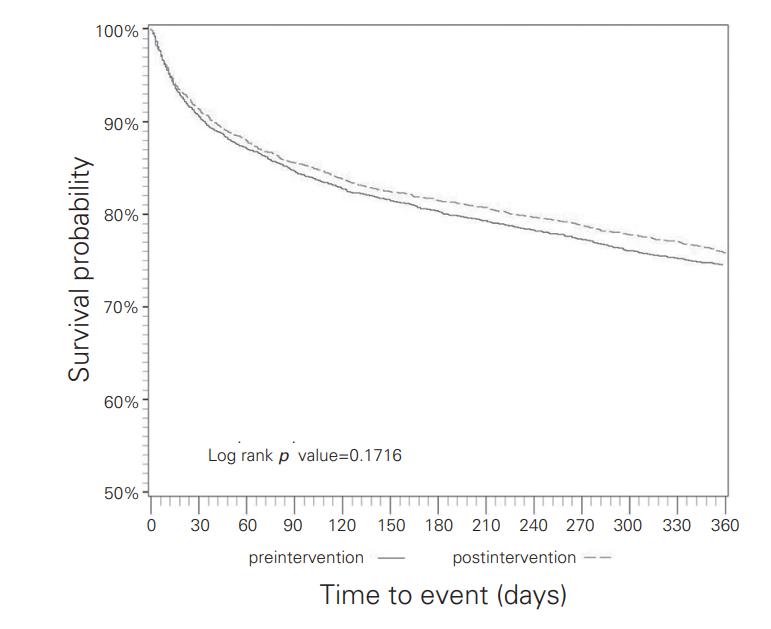 100%
90%
80%
70%
60%
50%
Survival probability
Log rank p value=0.1716
0 30 60 90 120 150 180 210 240 270 300 330 360
preintervention postintervention
Time to event (days)